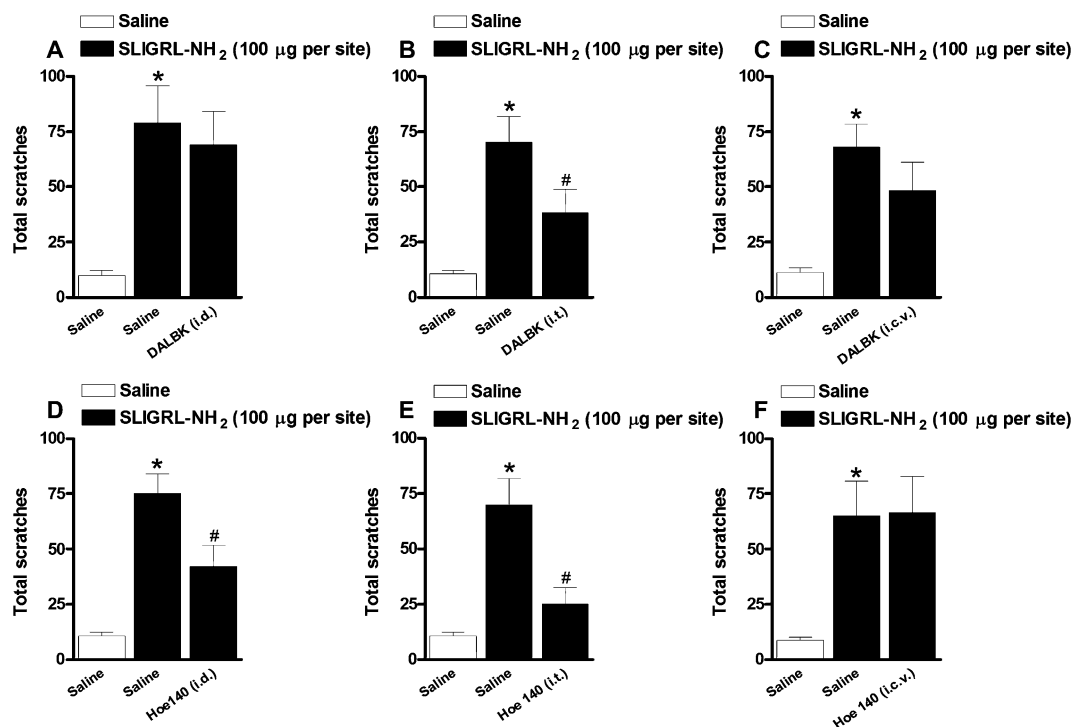 Saline
SLIGRL-NH2 (100 μg per site)
A
100
75
50
25
0
Total scratches
*
Saline
Saline
DALBK (i.d.)
Saline
SLIGRL-NH2 (100 μg per site)
B
100
75
50
25
0
Total scratches
*
#
Saline
Saline
DALBK (i.t.)
Saline
SLIGRL-NH2 (100 μg per site)
C
100
75
50
25
0
Total scratches
*
Saline
Saline
DALBK (i.c.v.)
Saline
SLIGRL-NH2 (100 μg per site)
D
100
75
50
25
0
Total scratches
*
#
Saline
Saline
Hoe140 (i.d.)
Saline
SLIGRL-NH2 (100 μg per site)
E
100
75
50
25
0
Total scratches
*
#
Saline
Saline
Hoe 140 (i.t.)
Saline
SLIGRL-NH2 (100 μg per site)
F
100
75
50
25
0
Total scratches
*
Saline
Saline
Hoe 140 (i.c.v.)